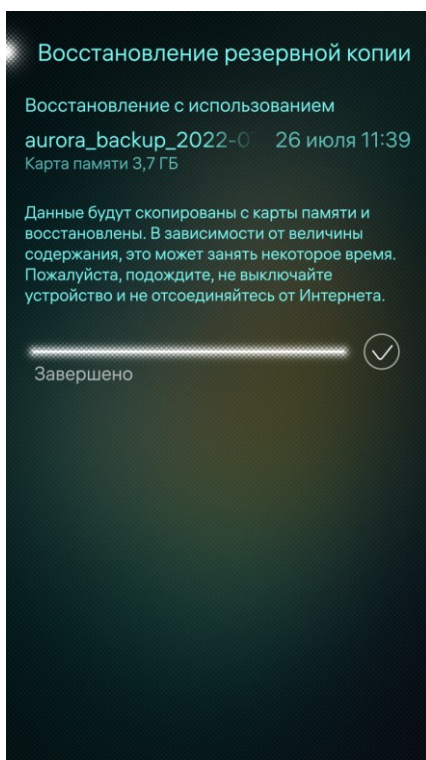 Восстановление резервной копии
Восстановление с использованием
aurora_backup_2022-0 26 июля 11:39
Карта памяти 3,7 ГБ
Данные будут скопированы с карты памяти и
восстановлены. В зависимости от величины
содержания, это может занять некоторое время.
Пожалуйста, подождите, не выключайте
устройство и не отсоединяйтесь от Интернета.
Завершено